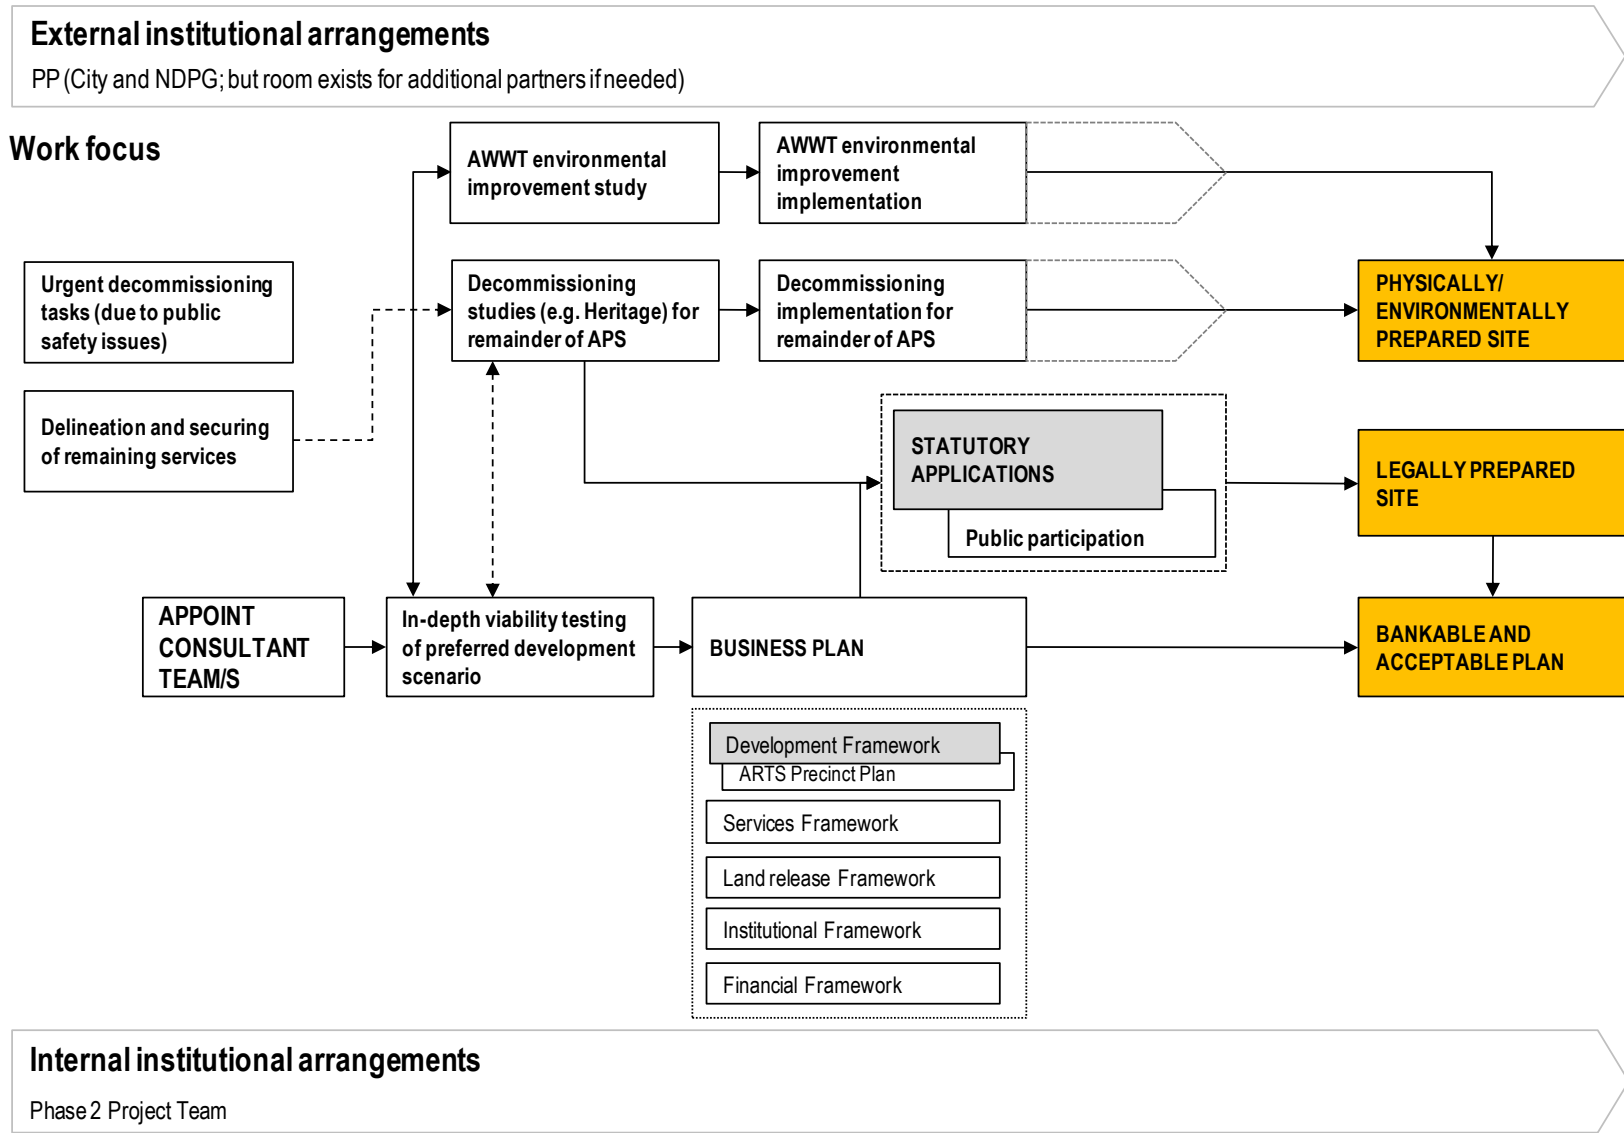 External institutional arrangements
PP (City and NDPG; but room exists for additional partners if needed)
Work focus
AWWT environmental
improvement study
AWWT environmental
improvement
implementation
Urgent decommissioning
tasks (due to public
safety issues)
Decommissioning
studies (e.g. Heritage) for
remainder of APS
Decommissioning
implementation for
remainder of APS
PHYSICALLY/
ENVIRONMENTALLY
PREPARED SITE
Delineation and securing
of remaining services
STATUTORY
APPLICATIONS
Public participation
LEGALLY PREPARED
SITE
APPOINT
CONSULTANT
TEAM/S
In-depth viability testing
of preferred development
scenario
BUSINESS PLAN
BANKABLE AND
ACCEPTABLE PLAN
Development Framework
ARTS Precinct Plan
Services Framework
Land release Framework
Institutional Framework
Financial Framework
Internal institutional arrangements
Phase 2 Project Team